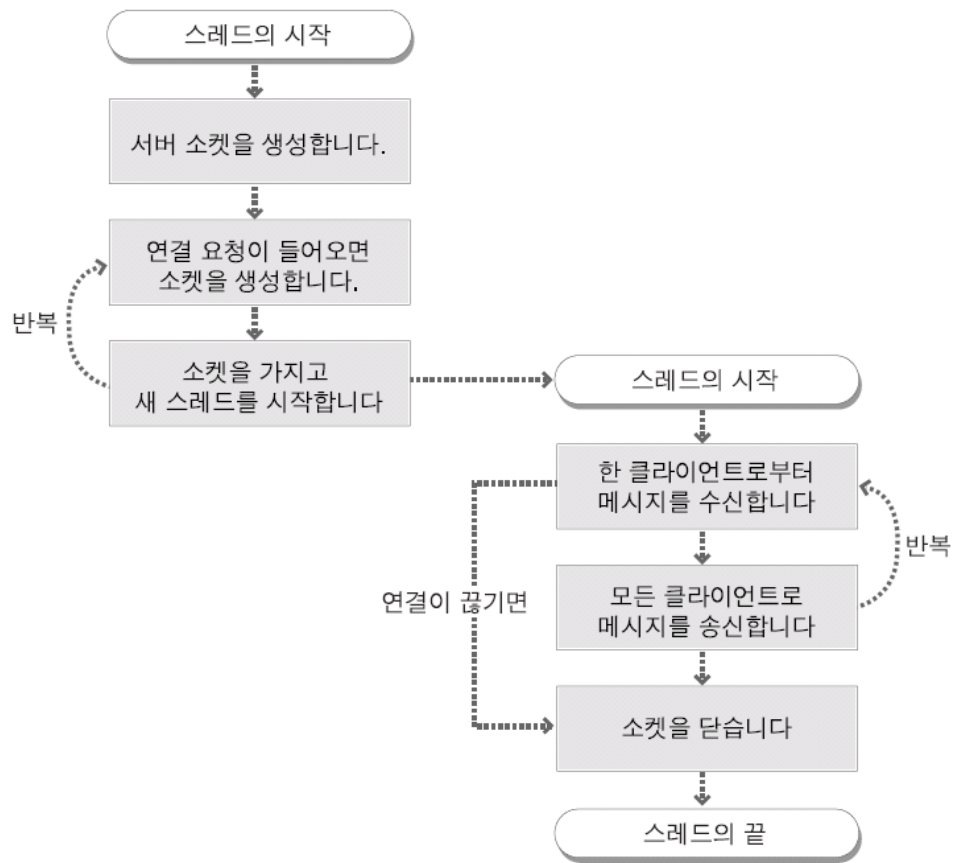 스레드의 시작
서버 소켓을 생성합니다.
연결 요청이 들어오면
소켓을 생성합니다.
반복
소켓을 가지고
새 스레드를 시작합니다
스레드의 시작
한 클라이언트로부터
메시지를 수신합니다
반복
연결이 끊기면
모든 클라이언트로
메시지를 송신합니다
소켓을 닫습니다
스레드의 끝